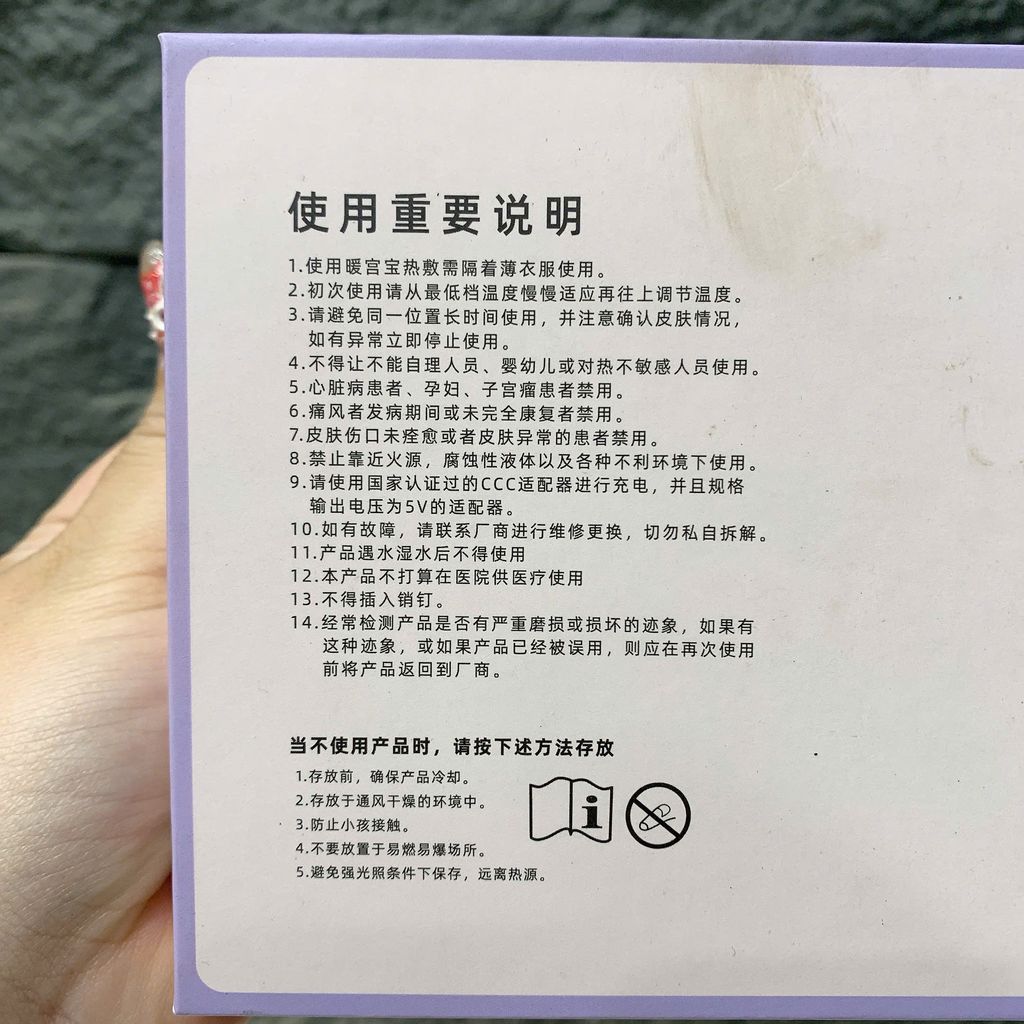 使用重要说明
1.使用暖宫宝热敷需隔着薄衣服使用。
2.初次使用请从最低档温度慢慢适应再往上调节温度。
3.请避免同一位置长时间使用，并注意确认皮肤情况，
如有异常立即停止使用。
4.不得让不能自理人员、婴幼儿或对热不敏感人员使用。
5.心脏病患者、孕妇、子宫瘤患者禁用。
6.痛风者发病期间或未完全康复者禁用。
7.皮肤伤口未痊愈或者皮肤异常的患者禁用。
8.禁止靠近火源，腐蚀性液体以及各种不利环境下使用。
9.请使用国家认证过的CCC适配器进行充电，并且规格
输出电压为5V的适配器。
10.如有故障，请联系厂商进行维修更换，切勿私自拆解。
11.产品遇水湿水后不得使用
12.本产品不打算在医院供医疗使用
13.不得插入销钉。
14.经常检测产品是否有严重磨损或损坏的迹象，如果有
这种迹象，或如果产品已经被误用，则应在再次使用
前将产品返回到厂商。
当不使用产品时，请按下述方法存放
1.存放前，确保产品冷却。
2.存放于通风干燥的环境中。
3.防止小孩接触。
4.不要放置于易燃易爆场所。
5.避免强光照条件下保存，远离热源。